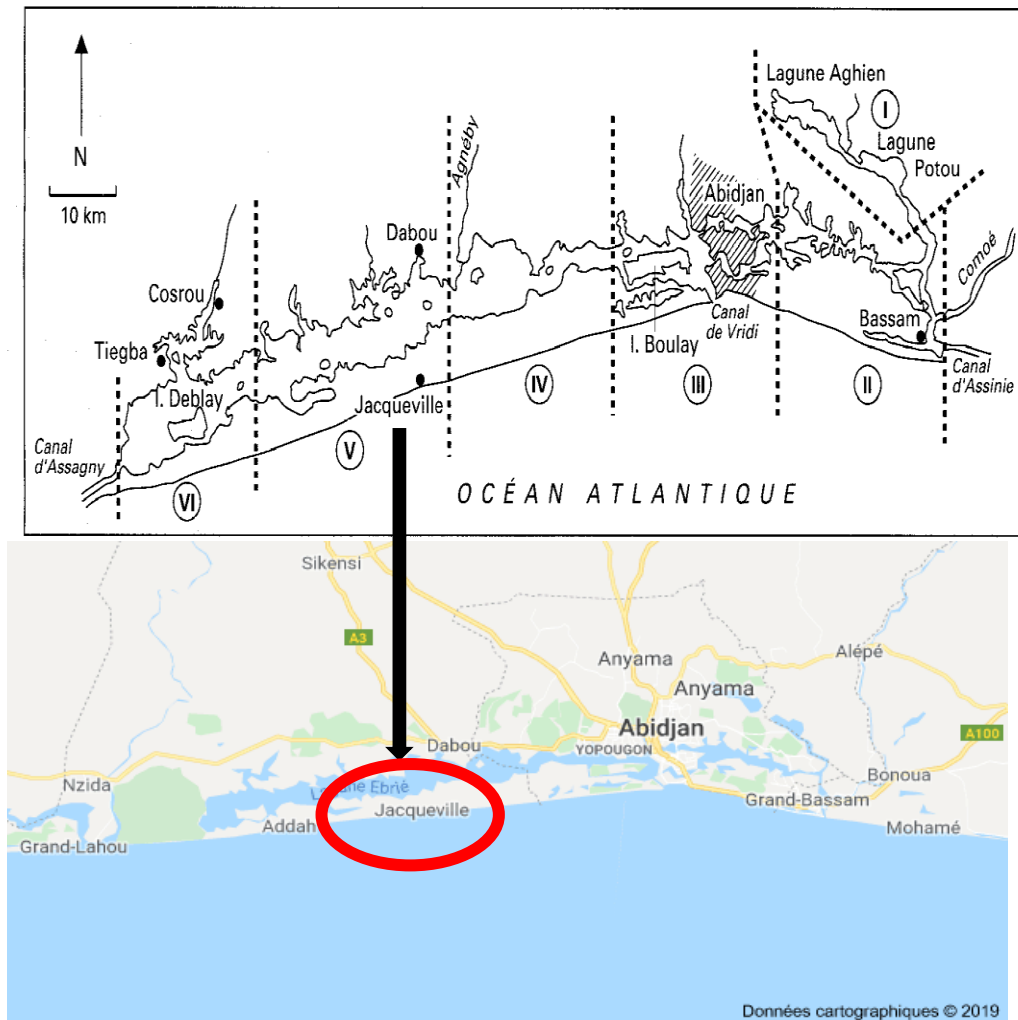 Lagune Aghien
I
Lagune
Potou
N
10 km
Agnéby
Abidjan
Dabou
Comoé
Cosrou
Canal
de Vridi
Bassam
Tiegba
I. Boulay
Canal
d'Assinie
I. Deblay
Jacqueville
IV
III
II
Canal
d'Assagny
V
VI
OCÉAN ATLANTIQUE
Sikensi
A3
Alépé
Anyama
Anyama
Abidjan
A100
Dabou
YOPOUGON
Nzida
Lagune Ebrié
Bonoua
Grand-Bassam
Jacqueville
Addah
Mohamé
Grand-Lahou
Données cartographiques © 2019